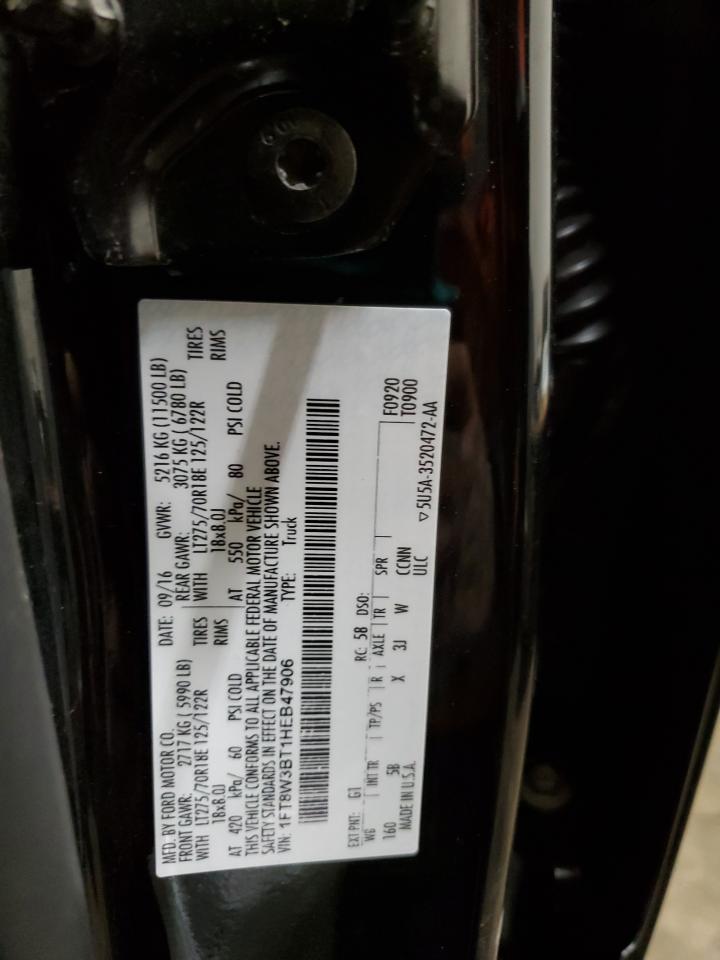 MFD. BY FORD MOTOR CO.
DATE: 09/16 GVWR: 5216 KG (11500 LB)
FRONT GAWR: 2717 KG ( 5990 LB) REAR GAWR: 3075 KG ( 6780 LB)
WITH LT275/70R18E 125/122R TIRES WITH LT275/70R18E 125/122R TIRES
18x8.0J RIMS 18x8.0J RIMS
AT 420 kPa/ 60 PSI COLD AT 550 kPa/ 80 PSI COLD
THIS VEHICLE CONFORMS TO ALL APPLICABLE FEDERAL MOTOR VEHICLE
SAFETY STANDARDS IN EFFECT ON THE DATE OF MANUFACTURE SHOWN ABOVE.
VIN: 1FT8W3BT1HEB47906 TYPE: Truck
EXT PNT: G1 RC: 58 DSO: F0920
WB INT TR TP/PS R AXLE TR SPR T0900
160 5B X 3J W CCNN
MADE IN U.S.A. ULC ▽5U5A-3520472-AA